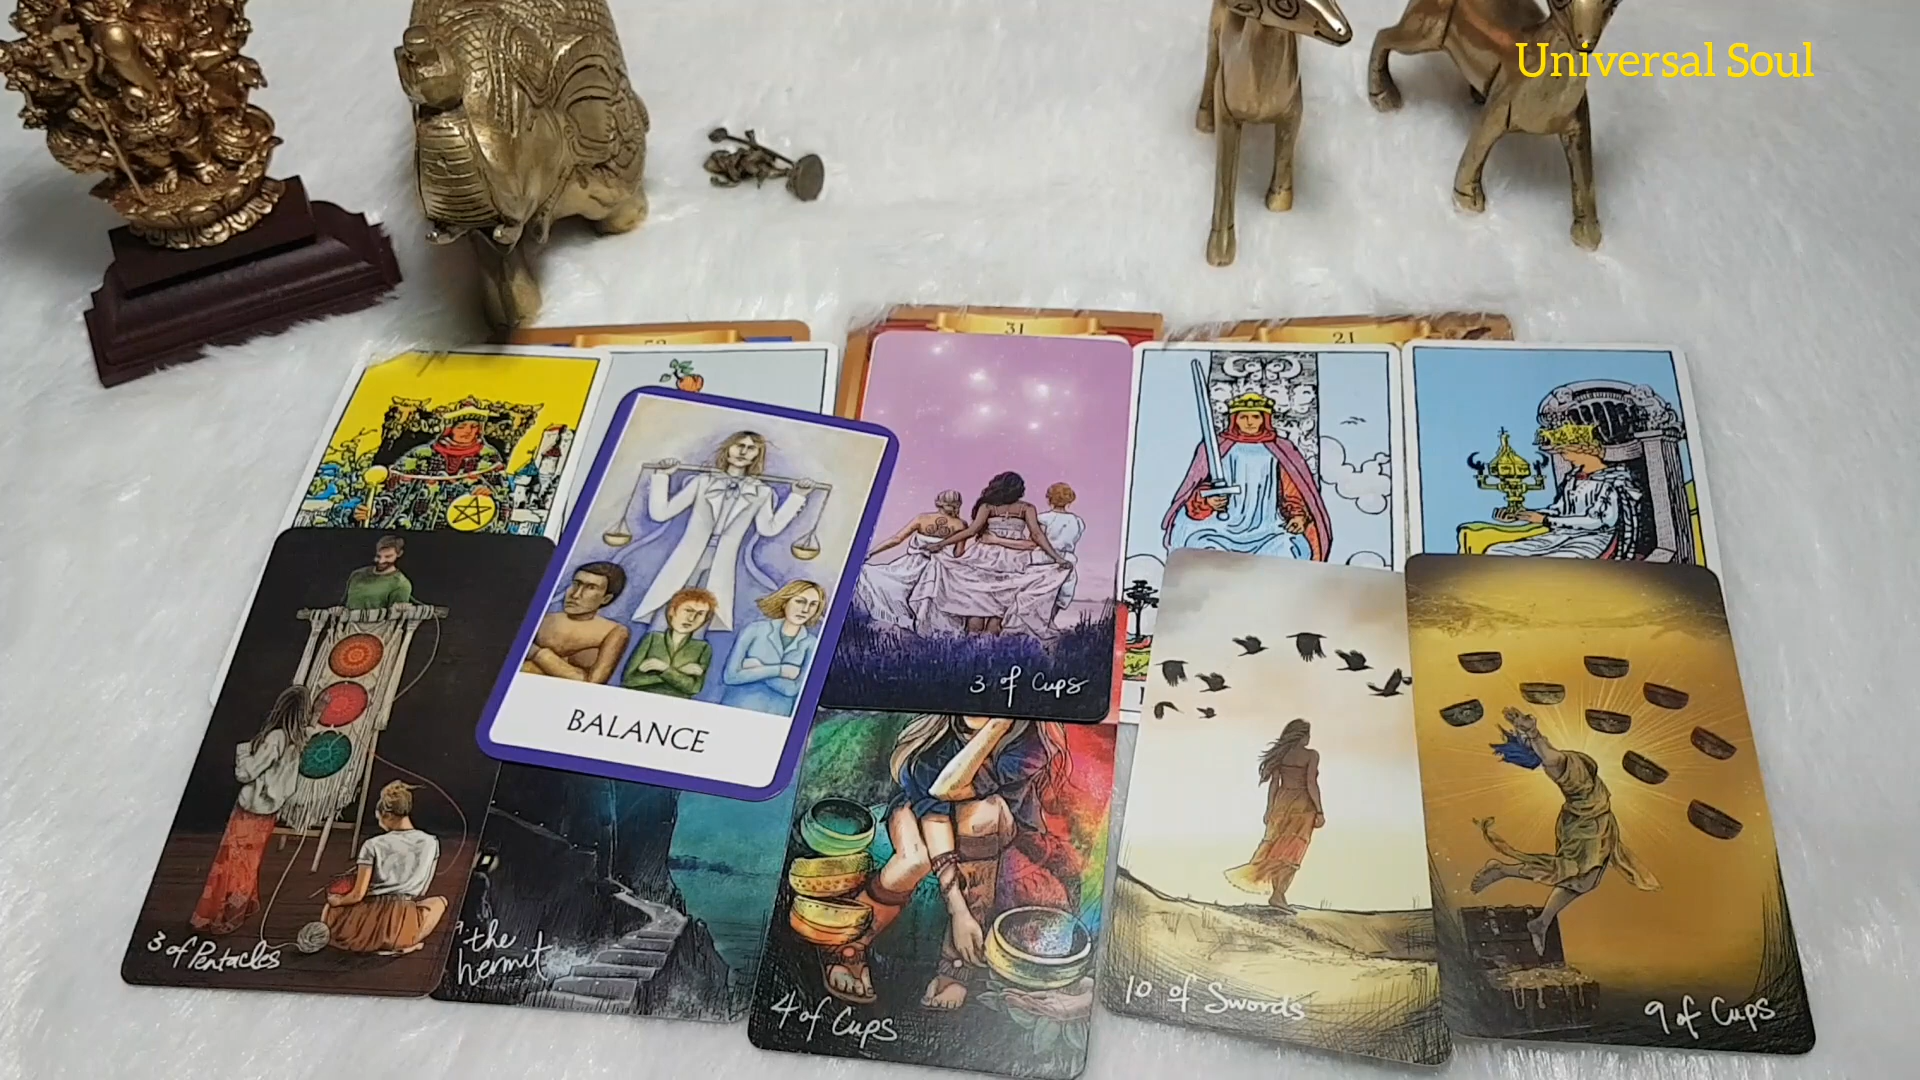 Universal Soul
31
21
BALANCE
3 of Cups
3 of Pentacles
9. the
hermit
4 of Cups
10 of Swords
9 of Cups